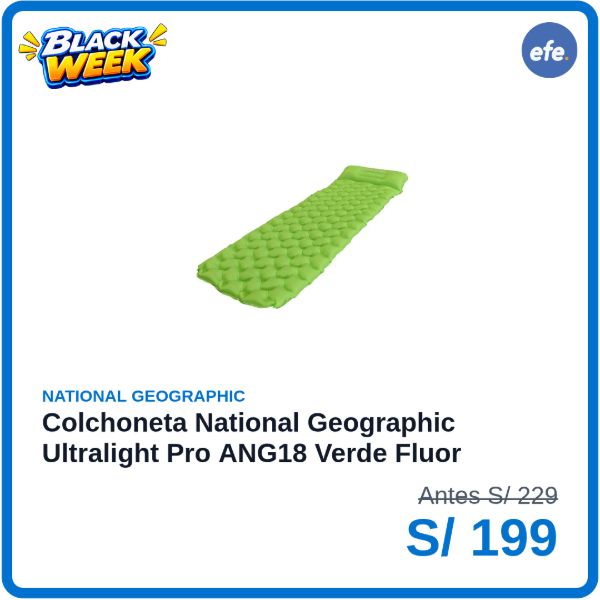 BLACK
WEEK
efe.
NATIONAL GEOGRAPHIC
Colchoneta National Geographic
Ultralight Pro ANG18 Verde Fluor
Antes S/ 229
S/ 199